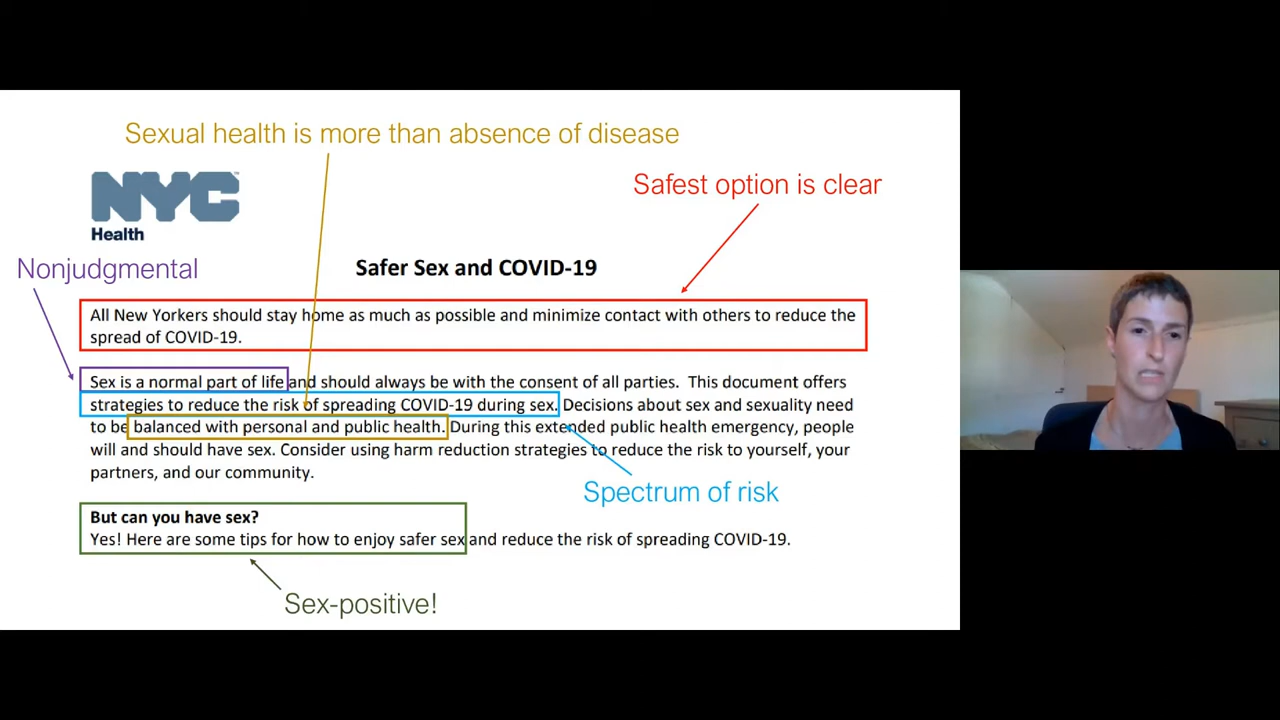 Sexual health is more than absence of disease
Safest option is clear
NYC
Health
Nonjudgmental
Safer Sex and COVID-19
All New Yorkers should stay home as much as possible and minimize contact with others to reduce the
spread of COVID-19.
Sex is a normal part of life and should always be with the consent of all parties. This document offers
strategies to reduce the risk of spreading COVID-19 during sex. Decisions about sex and sexuality need
to be balanced with personal and public health. During this extended public health emergency, people
will and should have sex. Consider using harm reduction strategies to reduce the risk to yourself, your
partners, and our community.
Spectrum of risk
But can you have sex?
Yes! Here are some tips for how to enjoy safer sex and reduce the risk of spreading COVID-19.
Sex-positive!